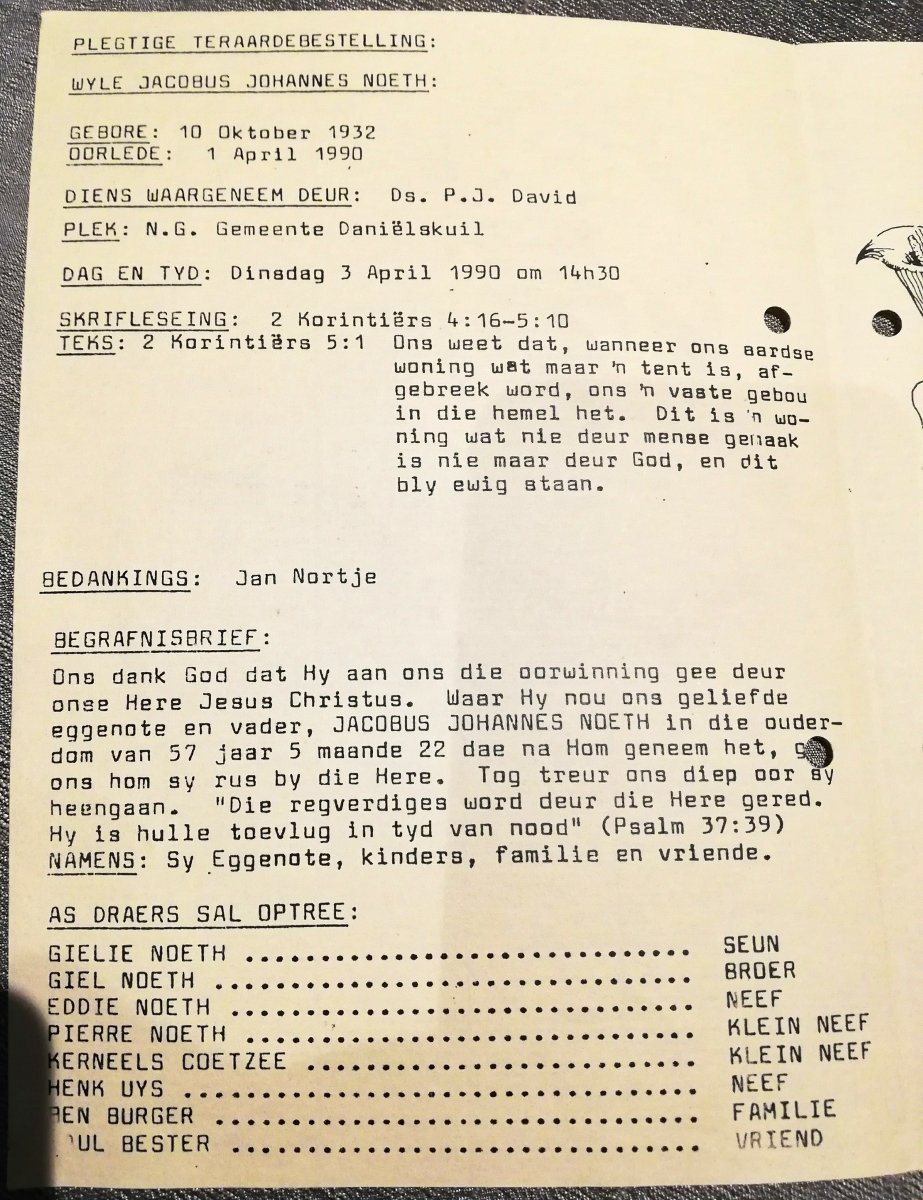 PLEGTIGE TERAARDEBESTELLING:
WYLE JACOBUS JOHANNES NOETH:
GEBORE: 10 Oktober 1932
OORLEDE: 1 April 1990
DIENS WAARGENEEM DEUR: Ds. P.J. David
PLEK: N.G. Gemeente Daniëlskuil
DAG EN TYD: Dinsdag 3 April 1990 om 14h30
SKRIFLESEING: 2 Korintiërs 4:16-5:10
TEKS: 2 Korintiërs 5:1 Ons weet dat, wanneer ons aardse
woning wat maar 'n tent is, af-
gebreek word, ons 'n vaste gebou
in die hemel het. Dit is 'n wo-
ning wat nie deur mense gemaak
is nie maar deur God, en dit
bly ewig staan.
BEDANKINGS: Jan Nortje
BEGRAFNISBRIEF:
Ons dank God dat Hy aan ons die oorwinning gee deur
onse Here Jesus Christus. Waar Hy nou ons geliefde
eggenote en vader, JACOBUS JOHANNES NOETH in die ouder-
dom van 57 jaar 5 maande 22 dae na Hom geneem het,
ons hom sy rus by die Here. Tog treur ons diep oor sy
heengaan. "Die regverdiges word deur die Here gered.
Hy is hulle toevlug in tyd van nood" (Psalm 37:39)
NAMENS: Sy Eggenote, kinders, familie en vriende.
AS DRAERS SAL OPTREE:
GIELIE NOETH .............................. SEUN
GIEL NOETH ................................ BROER
EDDIE NOETH ............................... NEEF
PIERRE NOETH .............................. KLEIN NEEF
KERNEELS COETZEE .......................... KLEIN NEEF
HENK UYS .................................. NEEF
BURGER ................................ FAMILIE
BESTER ............................... VRIEND